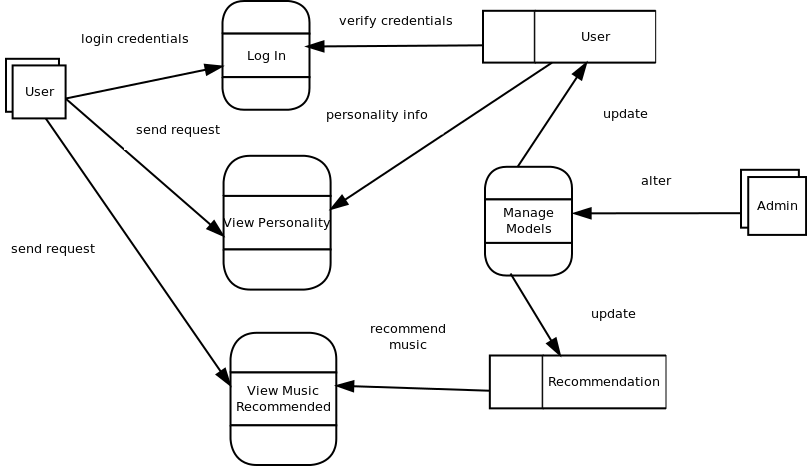 login credentials
Log In
verify credentials
User
User
send request
personality info
update
View Personality
alter
Manage
Models
Admin
send request
recommend
music
update
View Music
Recommended
Recommendation